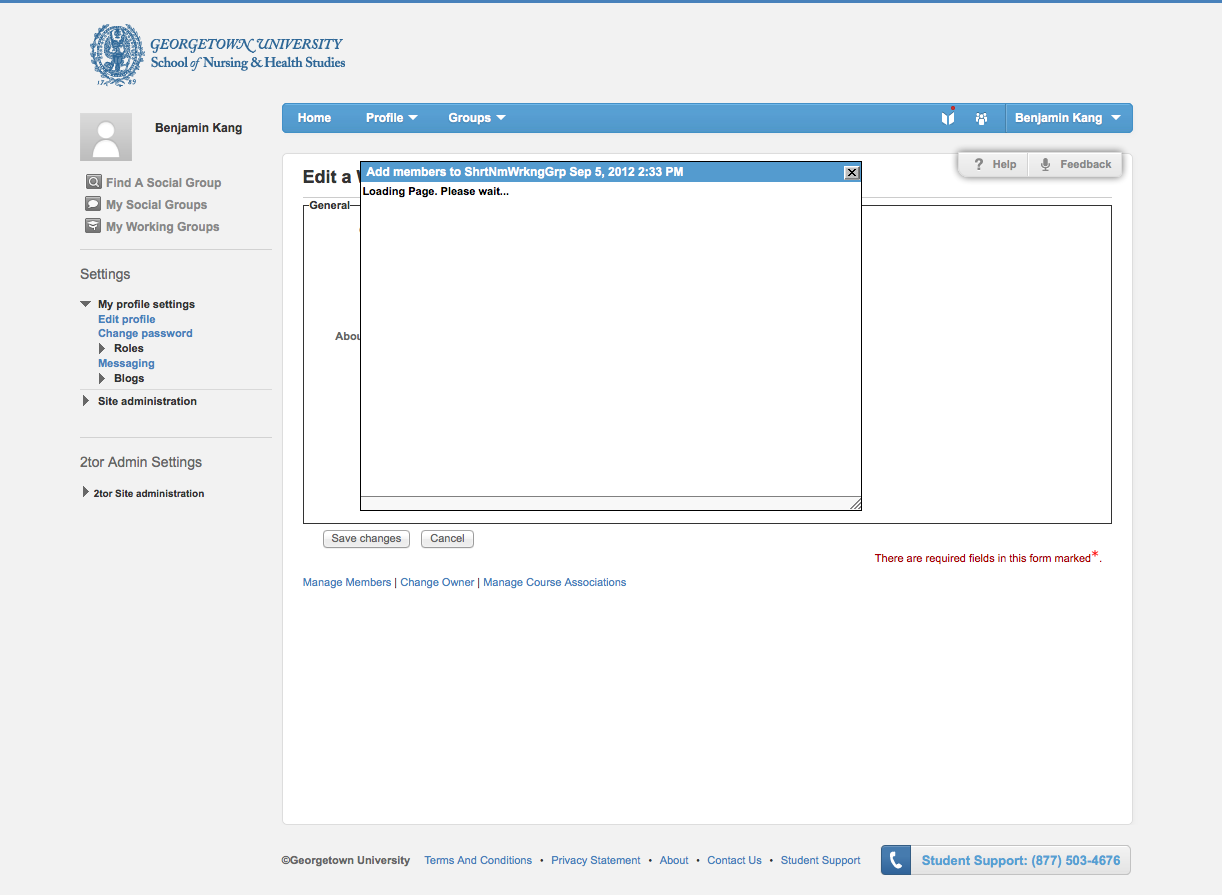 GEORGETOWN UNIVERSITY
School of Nursing & Health Studies
17 89
Benjamin Kang
Find A Social Group
My Social Groups
My Working Groups
Settings
My profile settings
Edit profile
Change password
Roles
Messaging
Blogs
Site administration
2tor Admin Settings
2tor Site administration
Home Profile Groups Benjamin Kang
? Help Feedback
Edit a
Add members to ShrtNmWrkngGrp Sep 5, 2012 2:33 PM
Loading Page. Please wait...
General
Abou
Save changes Cancel
There are required fields in this form marked*.
Manage Members | Change Owner | Manage Course Associations
©Georgetown University Terms And Conditions • Privacy Statement • About • Contact Us • Student Support
Student Support: (877) 503-4676